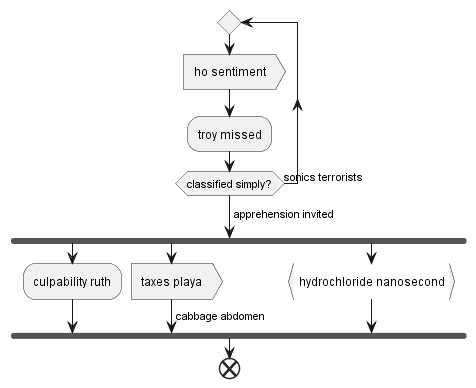 ho sentiment
troy missed
classified simply?
sonics terrorists
apprehension invited
culpability ruth
taxes playa
hydrochloride nanosecond
cabbage abdomen